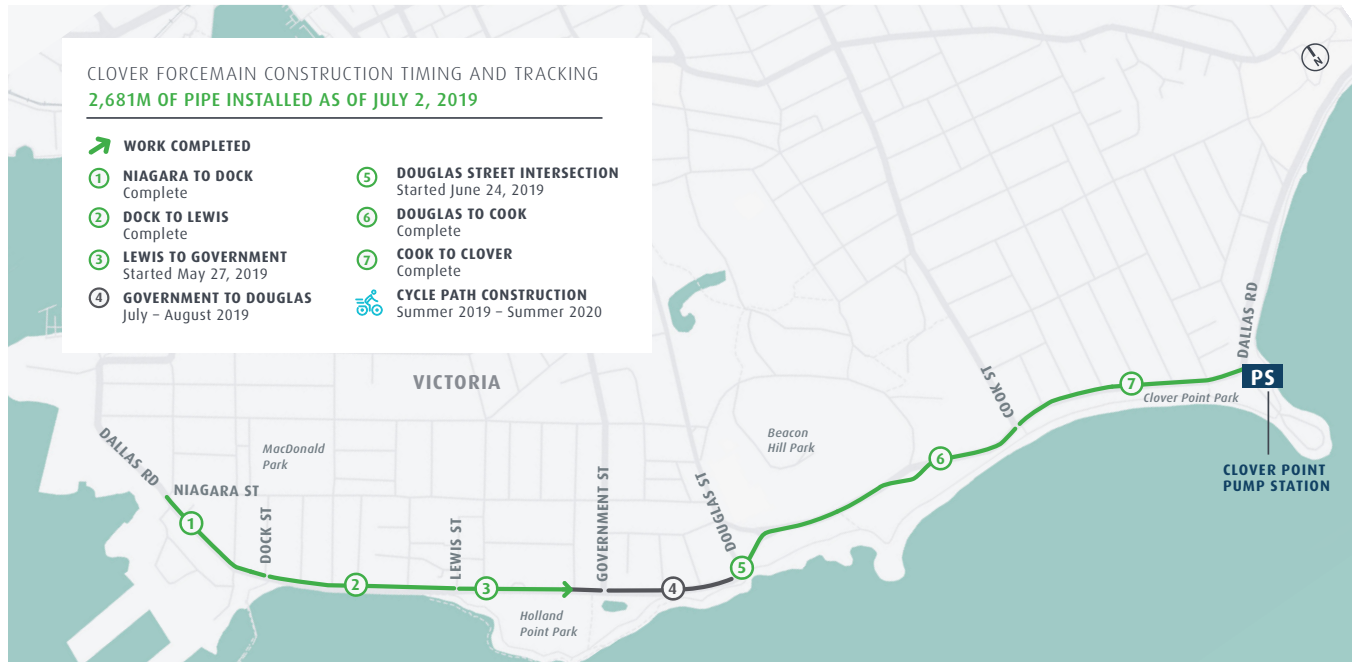 CLOVER FORCEMAIN CONSTRUCTION TIMING AND TRACKING
2,681M OF PIPE INSTALLED AS OF JULY 2, 2019
WORK COMPLETED
1 NIAGARA TO DOCK
Complete
2 DOCK TO LEWIS
Complete
3 LEWIS TO GOVERNMENT
Started May 27, 2019
4 GOVERNMENT TO DOUGLAS
July – August 2019
5 DOUGLAS STREET INTERSECTION
Started June 24, 2019
6 DOUGLAS TO COOK
Complete
7 COOK TO CLOVER
Complete
CYCLE PATH CONSTRUCTION
Summer 2019 – Summer 2020
N
VICTORIA
DALLAS RD
NIAGARA ST
MacDonald
Park
DOCK ST
LEWIS ST
GOVERNMENT ST
DOUGLAS ST
Beacon
Hill Park
COOK ST
DALLAS RD
PS
Clover Point Park
CLOVER POINT
PUMP STATION
Holland
Point Park
1
2
3
4
5
6
7